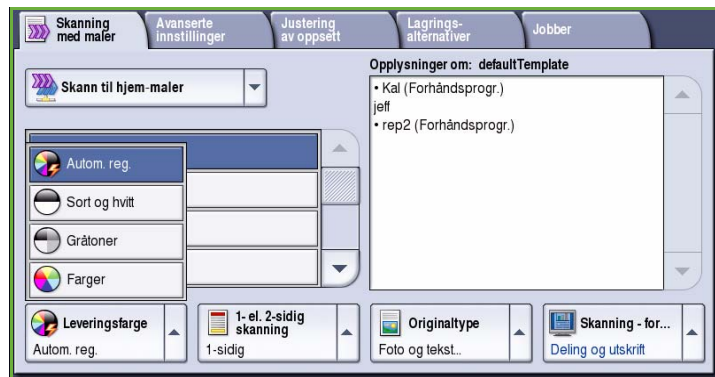 Skanning
med maler
Avanserte
innstillinger
Justering
av oppsett
Lagrings-
alternativer
Jobber
Skann til hjem-maler
Opplysninger om: defaultTemplate
• Kal (Forhåndsprogr.)
jeff
• rep2 (Forhåndsprogr.)
Autom. reg.
Sort og hvitt
Gråtoner
Farger
Leveringsfarge
Autom. reg.
1- el. 2-sidig
skanning
1-sidig
Originaltype
Foto og tekst...
Skanning - for...
Deling og utskrift